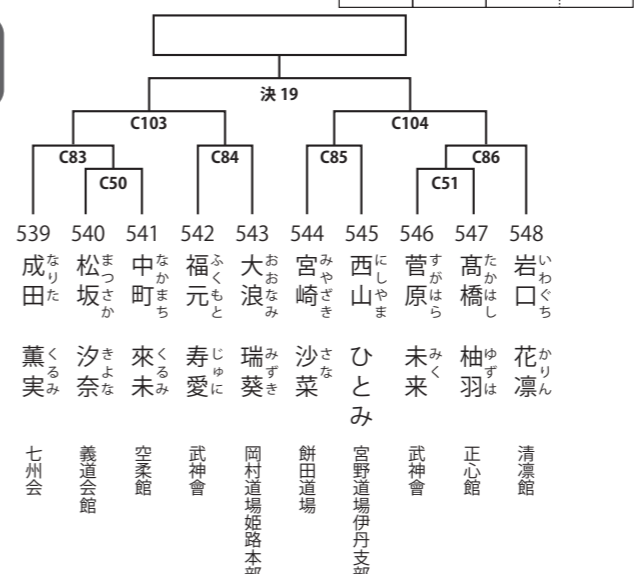 決 19
C103
C104
C83
C84
C85
C86
C50
C51
539
540
541
542
543
544
545
546
547
548
成田 薫実
なりた くるみ
七州会
松坂 汐奈
まつさか きよな
義道会館
中町 來未
なかまち くるみ
空柔館
福元 寿愛
ふくもと じゅに
武神會
大浪 瑞葵
おおなみ みずき
岡村道場姫路本部
宮崎 沙菜
みやざき さな
餅田道場
西山 ひとみ
にしやま
宮野道場伊丹支部
菅原 未来
すがはら みく
武神會
髙橋 柚羽
たかはし ゆずは
正心館
岩口 花凛
いわぐち かりん
清凛館